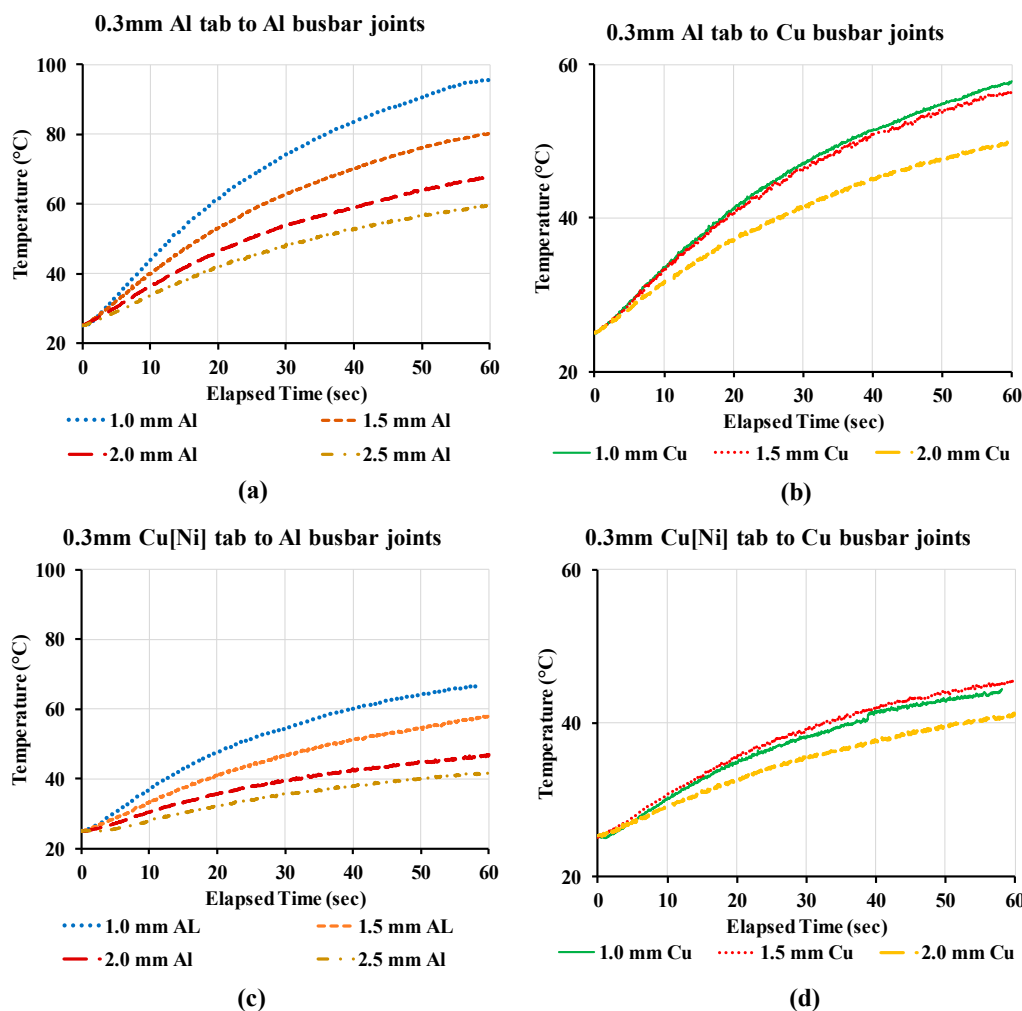 0.3mm Al tab to Al busbar joints
100
80
60
40
20
Temperature (°C)
0 10 20 30 40 50 60
Elapsed Time (sec)
1.0 mm Al 1.5 mm Al
2.0 mm Al 2.5 mm Al
(a)
0.3mm Al tab to Cu busbar joints
60
40
20
Temperature (°C)
0 10 20 30 40 50 60
Elapsed Time (sec)
1.0 mm Cu 1.5 mm Cu 2.0 mm Cu
(b)
0.3mm Cu[Ni] tab to Al busbar joints
100
80
60
40
20
Temperature (°C)
0 10 20 30 40 50 60
Elapsed Time (sec)
1.0 mm AL 1.5 mm AL
2.0 mm Al 2.5 mm Al
(c)
0.3mm Cu[Ni] tab to Cu busbar joints
60
40
20
Temperature (°C)
0 10 20 30 40 50 60
Elapsed Time (sec)
1.0 mm Cu 1.5 mm Cu 2.0 mm Cu
(d)